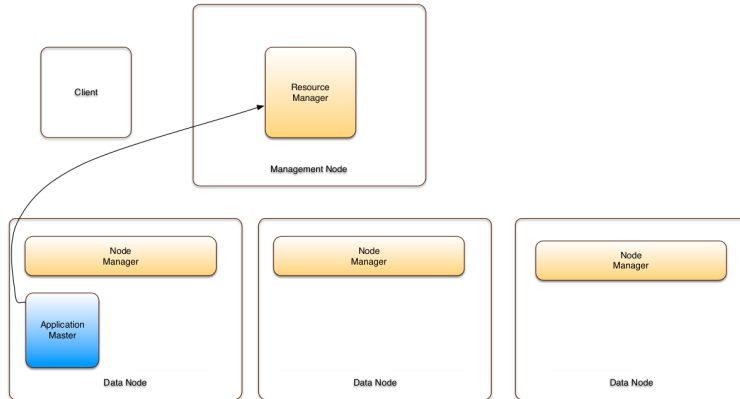 Client
Resource
Manager
Management Node
Node
Manager
Application
Master
Data Node
Node
Manager
Data Node
Node
Manager
Data Node